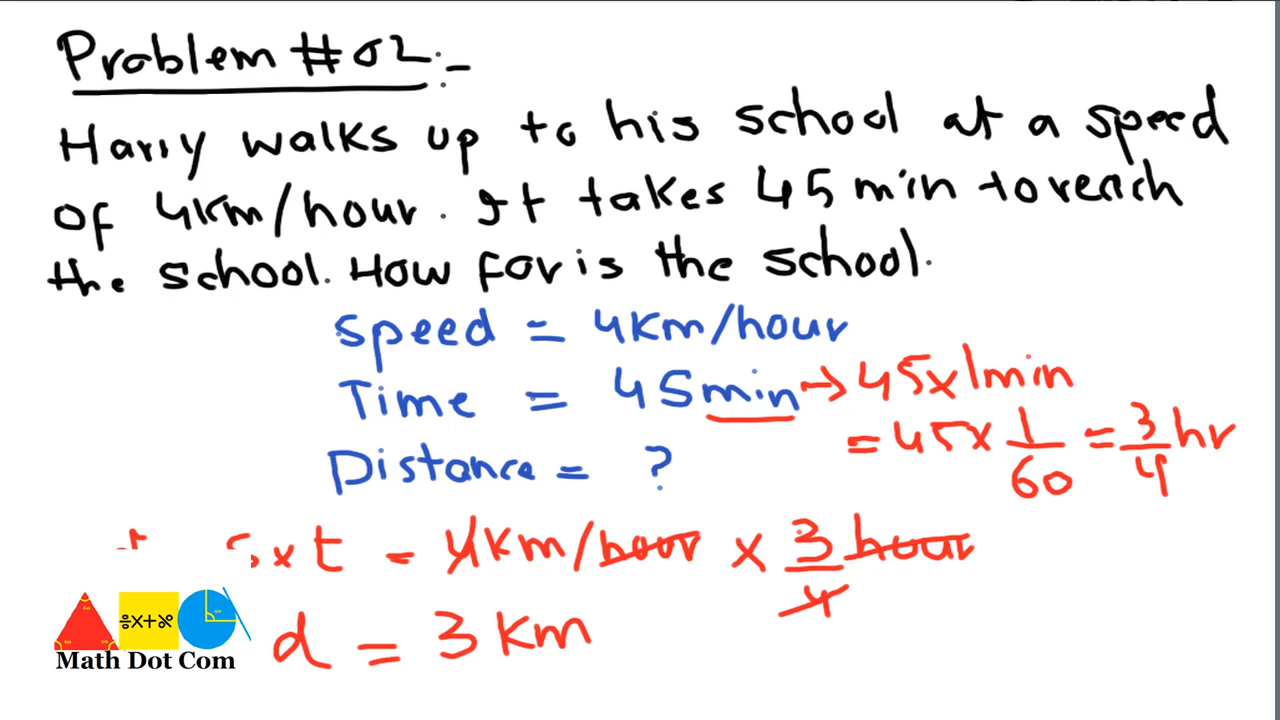 Problem #02:-
Harry walks up to his school at a speed
of 4km/hour. It takes 45 min to reach
the school. How far is the school.
Speed = 4km/hour
Time = 45 min → 45x1min
= 45x 1/60 = 3/4 hr
Distance = ?
s x t = 4km/hour x 3/4 hour
d = 3 km
÷x+%
Math Dot Com